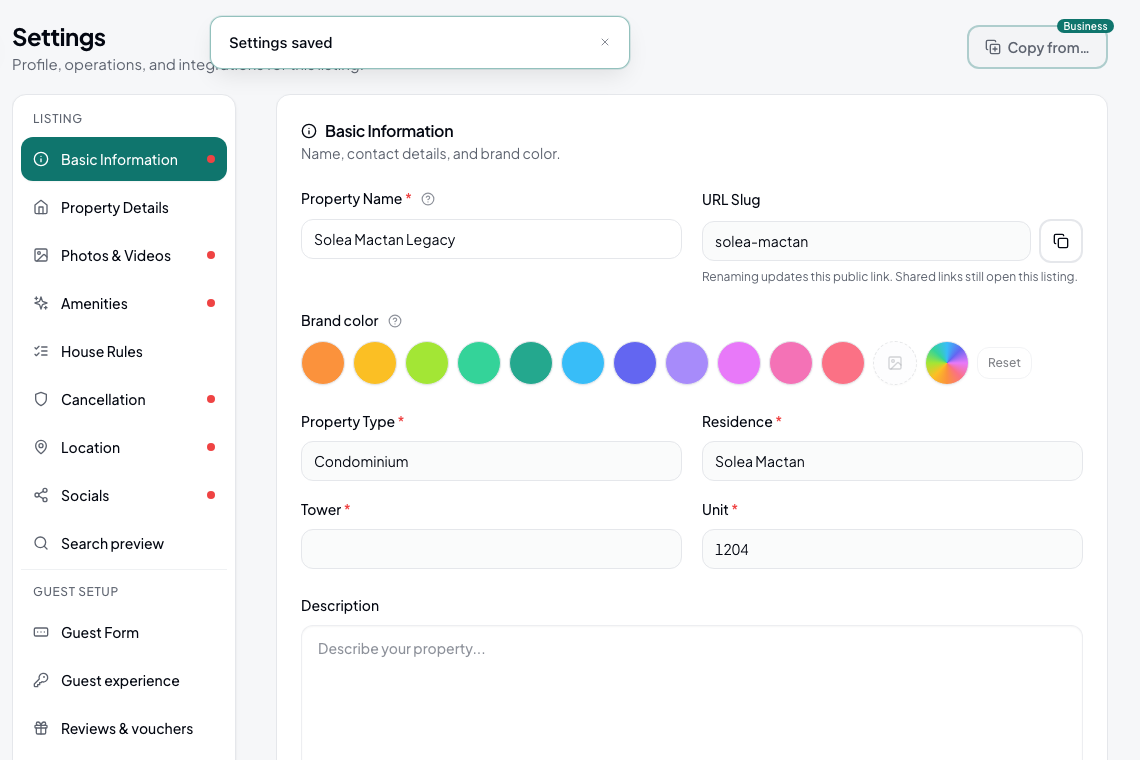 Settings
Profile, operations, and integrations for this listing.
Settings saved
Business
Copy from...
LISTING
Basic Information
Property Details
Photos & Videos
Amenities
House Rules
Cancellation
Location
Socials
Search preview
GUEST SETUP
Guest Form
Guest experience
Reviews & vouchers
Basic Information
Name, contact details, and brand color.
Property Name *
Solea Mactan Legacy
URL Slug
solea-mactan
Renaming updates this public link. Shared links still open this listing.
Brand color
Reset
Property Type *
Condominium
Residence *
Solea Mactan
Tower *
Unit *
1204
Description
Describe your property...